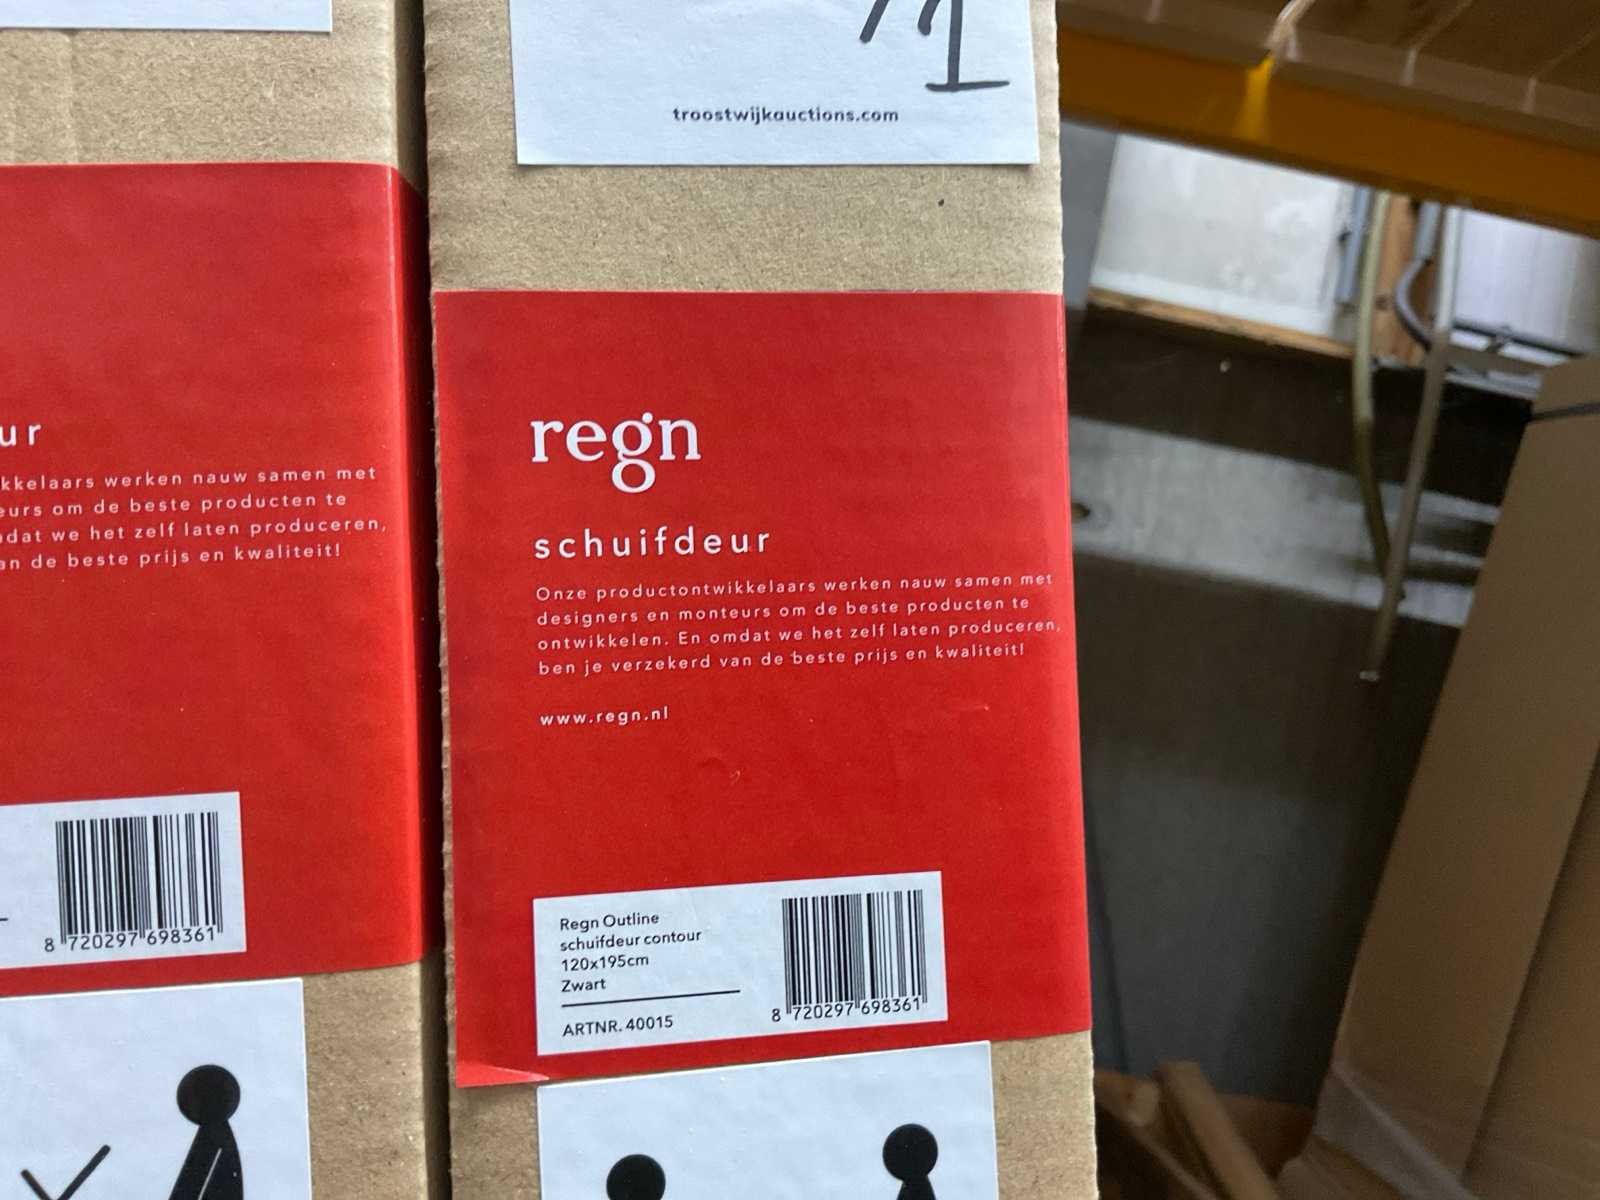 1
troostwijkauctions.com
ur
kkelaars werken nauw samen met
eurs om de beste producten te
dat we het zelf laten produceren,
an de beste prijs en kwaliteit!
8 720297 698361
regn
schuifdeur
Onze productontwikkelaars werken nauw samen met
designers en monteurs om de beste producten te
ontwikkelen. En omdat we het zelf laten produceren,
ben je verzekerd van de beste prijs en kwaliteit!
www.regn.nl
Regn Outline
schuifdeur contour
120x195cm
Zwart
ARTNR. 40015
8 720297 698361